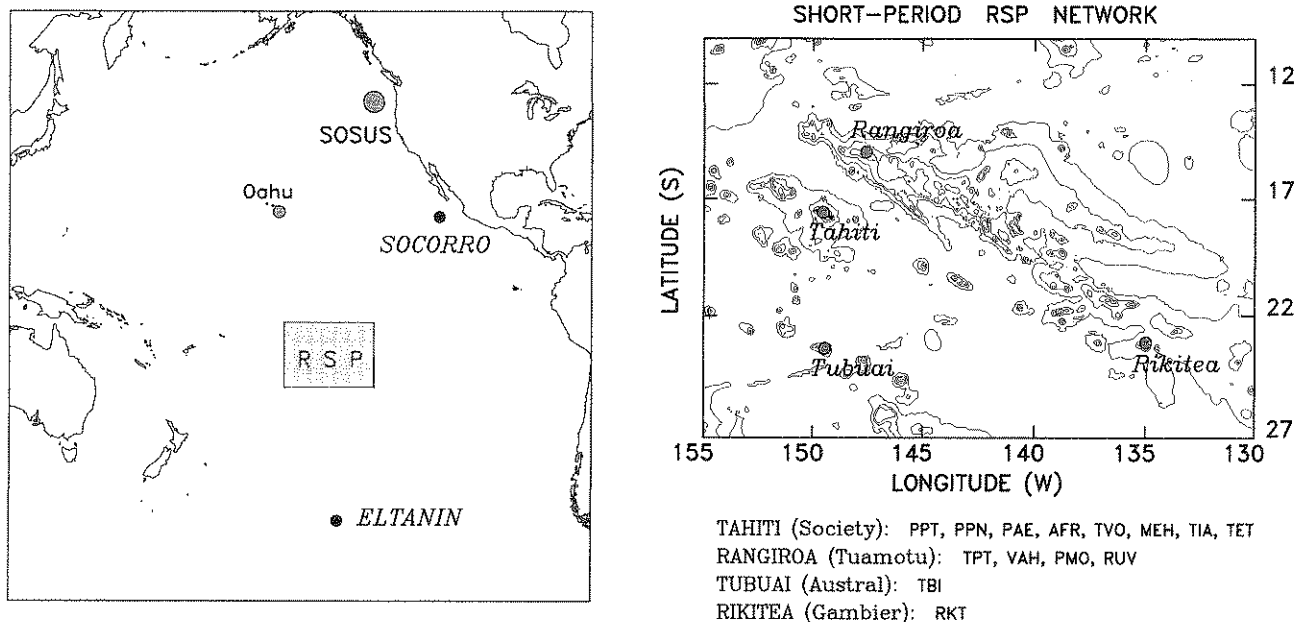 SOSUS
Oahu
SOCORRO
R S P
ELTANIN
SHORT-PERIOD RSP NETWORK
12
Rangiroa
17
Tahiti
LATITUDE (S)
22
Tubuai
Rikitea
27
155 150 145 140 135 130
LONGITUDE (W)
TAHITI (Society): PPT, PPN, PAE, AFR, TVO, MEH, TIA, TET
RANGIROA (Tuamotu): TPT, VAH, PMO, RUV
TUBUAI (Austral): TBI
RIKITEA (Gambier): RKT